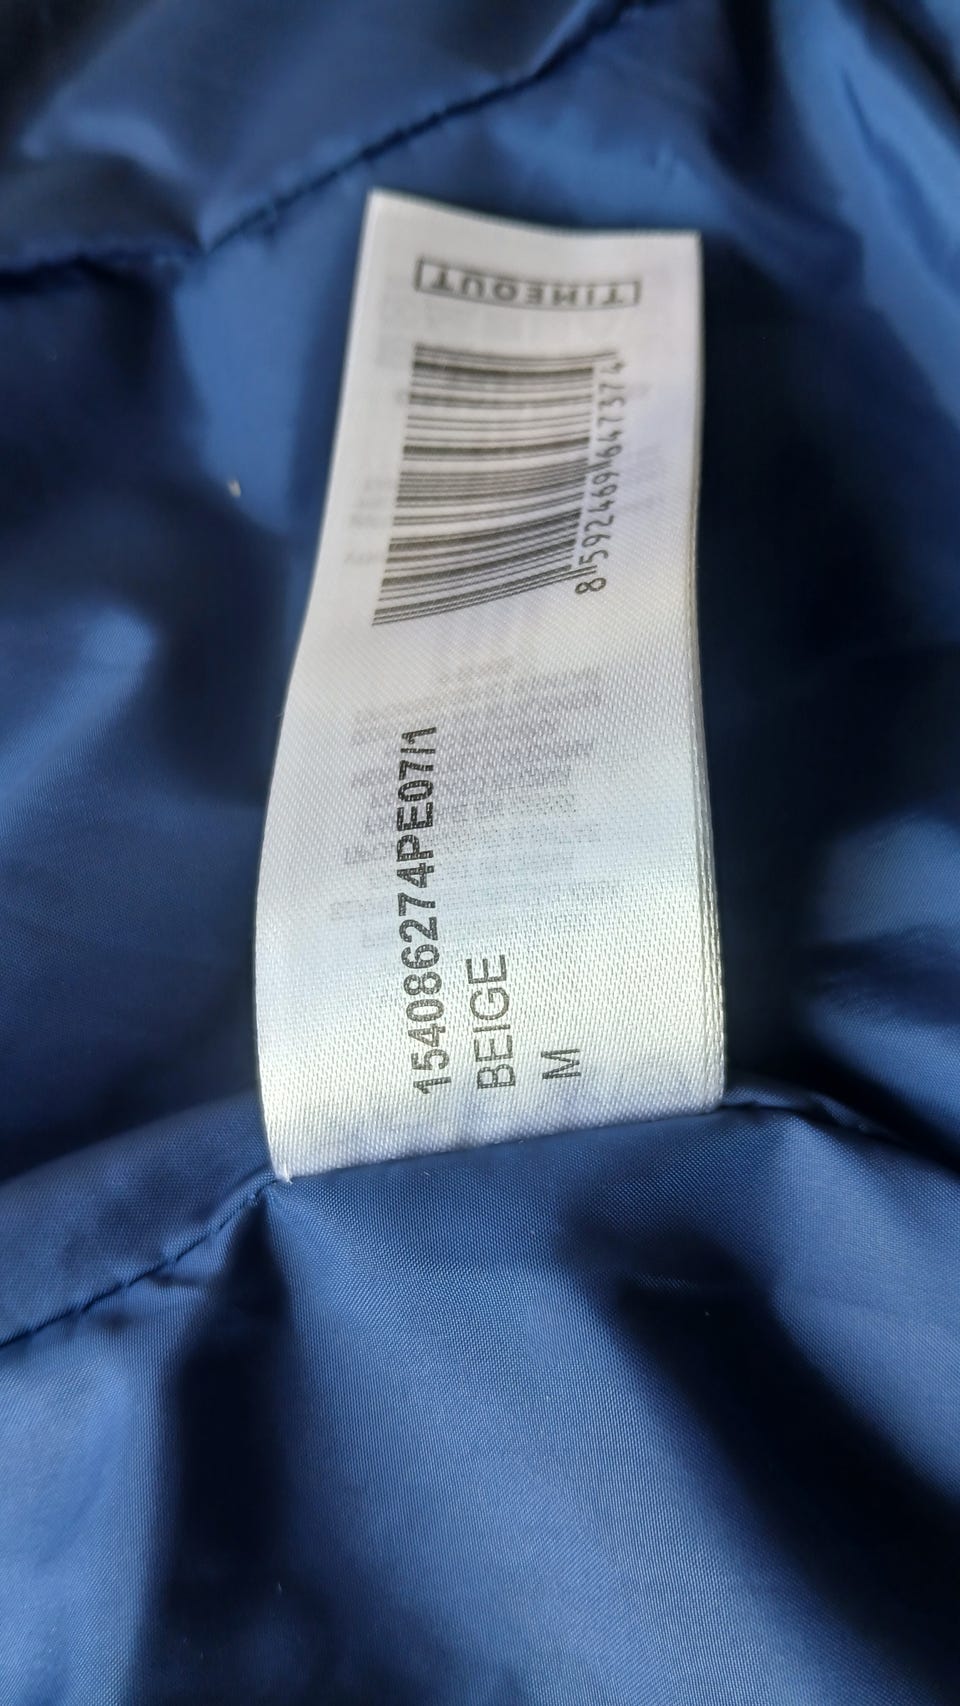 TIMEOUT
8 592469 647374
154086274PE07/1
BEIGE
M